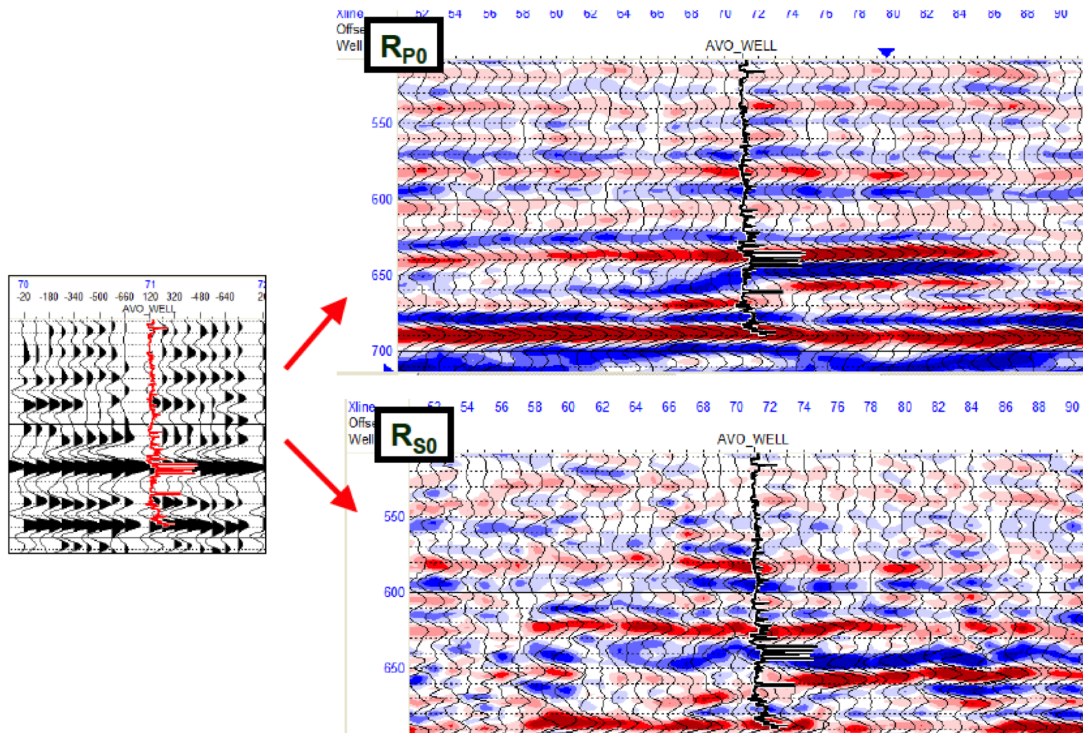 Xline 52 54 56 58 60 62 64 66 68 70 72 74 76 78 80 82 84 86 88 90
Offse
Well AVO_WELL
RP0
550
600
650
700
70 71
-20 -180 -340 -500 -660 120 320 -480 -640
AVO_WELL
Xline 54 56 58 60 62 64 66 68 70 72 74 76 78 80 82 84 86 88 90
Offse
Well AVO_WELL
RS0
550
600
650